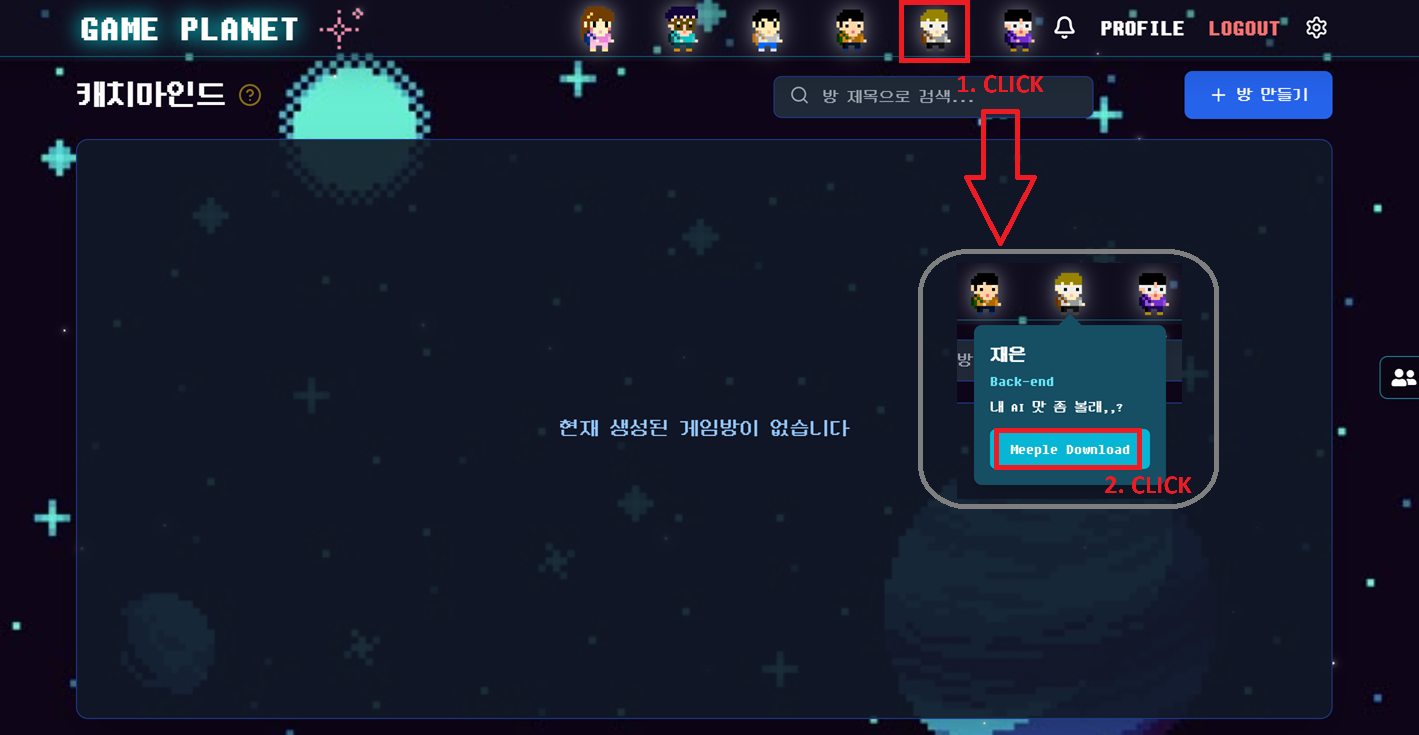 GAME PLANET
PROFILE
LOGOUT
캐치마인드
?
방 제목으로 검색...
1. CLICK
+ 방 만들기
방
재은
Back-end
내 AI 맛 좀 볼래,,?
Meeple Download
2. CLICK
현재 생성된 게임방이 없습니다